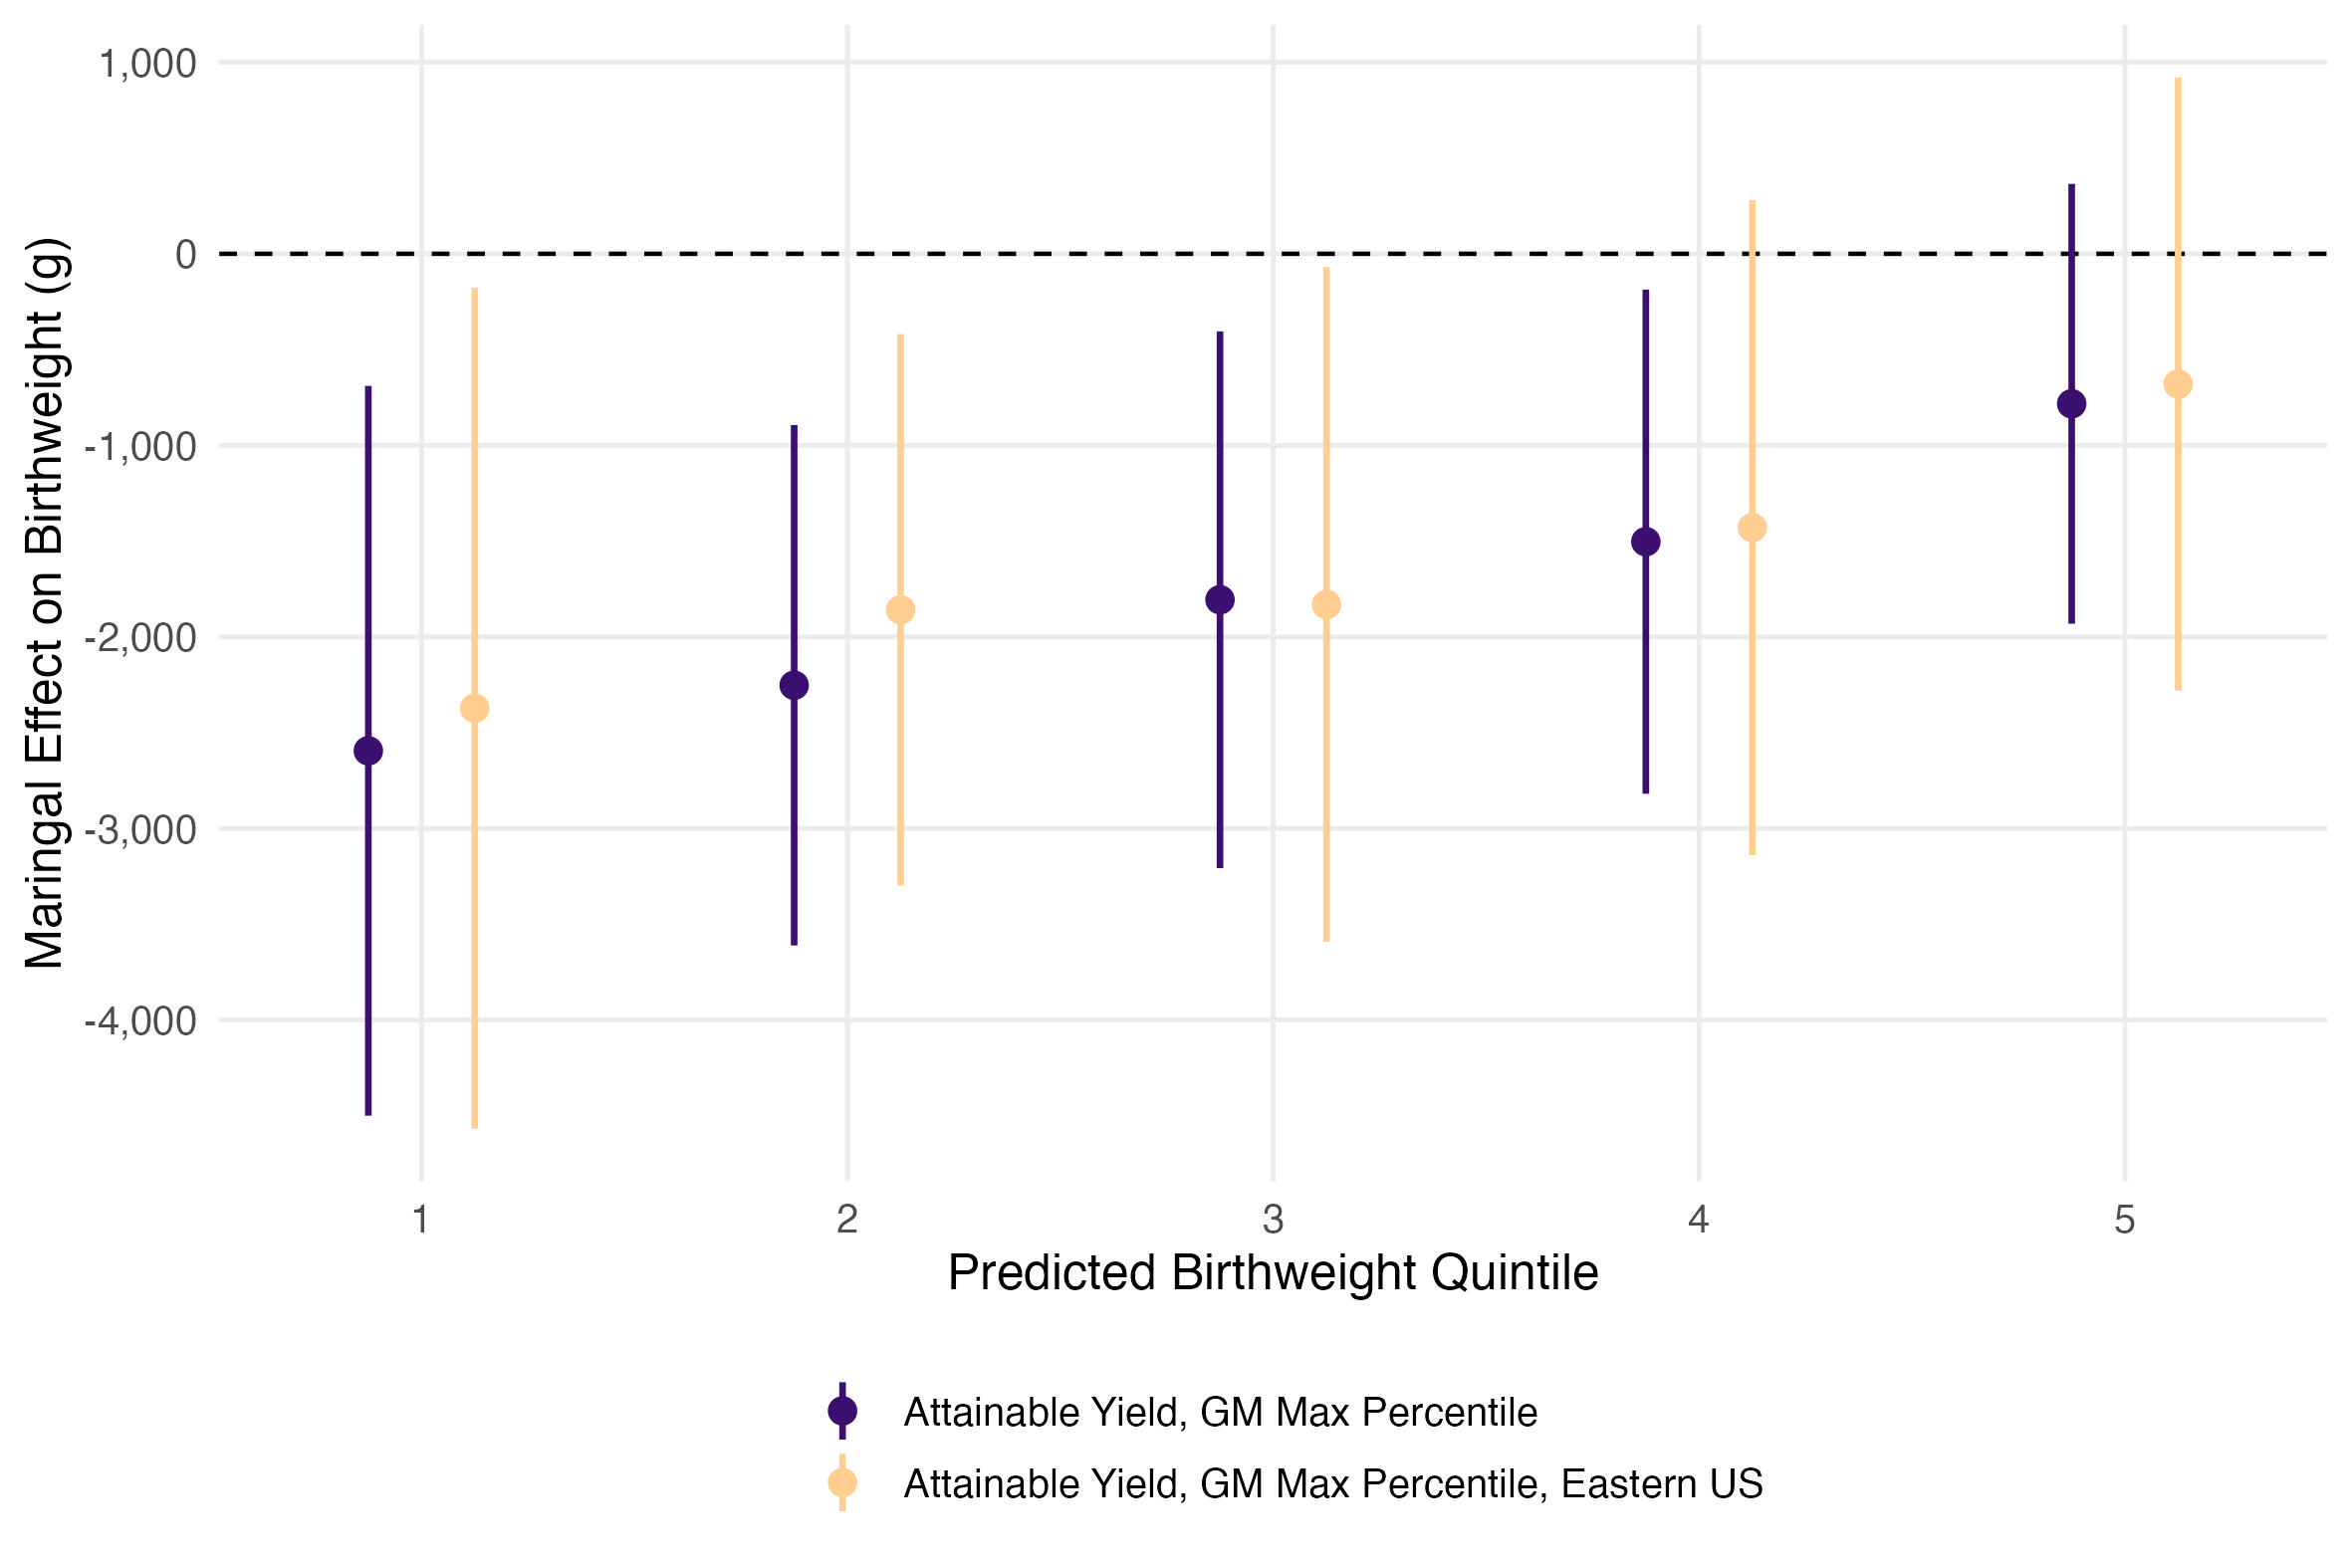 1,000
0
-1,000
-2,000
-3,000
-4,000
Maringal Effect on Birthweight (g)
1 2 3 4 5
Predicted Birthweight Quintile
Attainable Yield, GM Max Percentile
Attainable Yield, GM Max Percentile, Eastern US